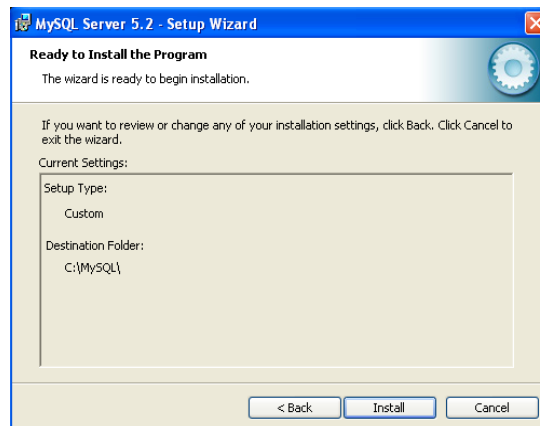 MySQL Server 5.2 - Setup Wizard
Ready to Install the Program
The wizard is ready to begin installation.
If you want to review or change any of your installation settings, click Back. Click Cancel to
exit the wizard.
Current Settings:
Setup Type:
Custom
Destination Folder:
C:\MySQL\
< Back
Install
Cancel